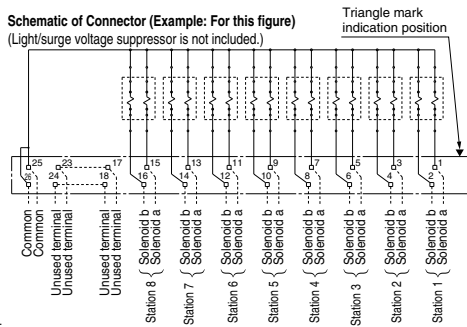 Schematic of Connector (Example: For this figure)
(Light/surge voltage suppressor is not included.)
Triangle mark
indication position
25 23 17 15 13 11 9 7 5 3 1
26 24 18 16 14 12 10 8 6 4 2
Common
Common
Unused terminal
Unused terminal
Unused terminal
Unused terminal
Solenoid b
Solenoid a
Station 8
Solenoid b
Solenoid a
Station 7
Solenoid b
Solenoid a
Station 6
Solenoid b
Solenoid a
Station 5
Solenoid b
Solenoid a
Station 4
Solenoid b
Solenoid a
Station 3
Solenoid b
Solenoid a
Station 2
Solenoid b
Solenoid a
Station 1